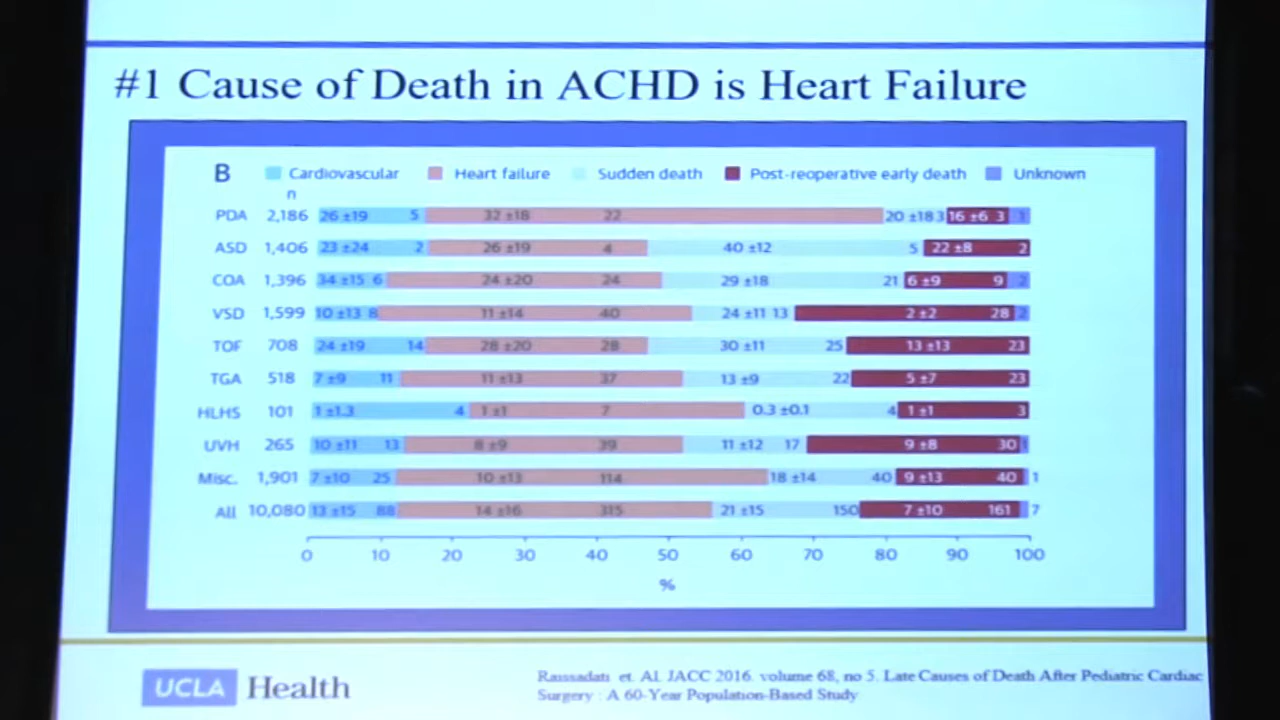 #1 Cause of Death in ACHD is Heart Failure
B Cardiovascular Heart failure Sudden death Post-reoperative early death Unknown
n
PDA 2,186 26 ±19 5 32 ±18 22 20 ±18 3 16 ±6 3 1
ASD 1,406 23 ±24 2 26 ±19 4 40 ±12 5 22 ±8 2
COA 1,396 34 ±15 6 24 ±20 24 29 ±18 21 6 ±9 9 2
VSD 1,599 10 ±13 8 11 ±14 40 24 ±11 13 2 ±2 28 2
TOF 708 24 ±19 14 28 ±20 28 30 ±11 25 13 ±13 23
TGA 518 7 ±9 11 11 ±13 37 13 ±9 22 5 ±7 23
HLHS 101 1 ±1.3 4 1 ±1 7 0.3 ±0.1 4 1 ±1 3
UVH 265 10 ±11 13 8 ±9 39 11 ±12 17 9 ±8 30 1
Misc. 1,901 7 ±10 25 10 ±13 114 18 ±14 40 9 ±13 40 1
All 10,080 13 ±15 88 14 ±16 315 21 ±15 150 7 ±10 161 7
0 10 20 30 40 50 60 70 80 90 100
%
UCLA Health
Raissadati et. Al. JACC 2016. volume 68, no 5. Late Causes of Death After Pediatric Cardiac
Surgery : A 60-Year Population-Based Study